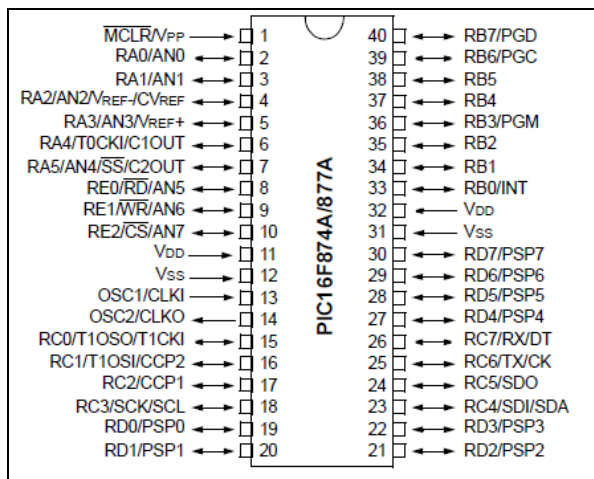 MCLR/VPP 1 40 RB7/PGD
RA0/AN0 2 39 RB6/PGC
RA1/AN1 3 38 RB5
RA2/AN2/VREF-/CVREF 4 37 RB4
RA3/AN3/VREF+ 5 36 RB3/PGM
RA4/T0CKI/C1OUT 6 35 RB2
RA5/AN4/SS/C2OUT 7 34 RB1
RE0/RD/AN5 8 33 RB0/INT
RE1/WR/AN6 9 32 VDD
RE2/CS/AN7 10 31 VSS
VDD 11 30 RD7/PSP7
VSS 12 29 RD6/PSP6
OSC1/CLKI 13 28 RD5/PSP5
OSC2/CLKO 14 27 RD4/PSP4
RC0/T1OSO/T1CKI 15 26 RC7/RX/DT
RC1/T1OSI/CCP2 16 25 RC6/TX/CK
RC2/CCP1 17 24 RC5/SDO
RC3/SCK/SCL 18 23 RC4/SDI/SDA
RD0/PSP0 19 22 RD3/PSP3
RD1/PSP1 20 21 RD2/PSP2
PIC16F874A/877A